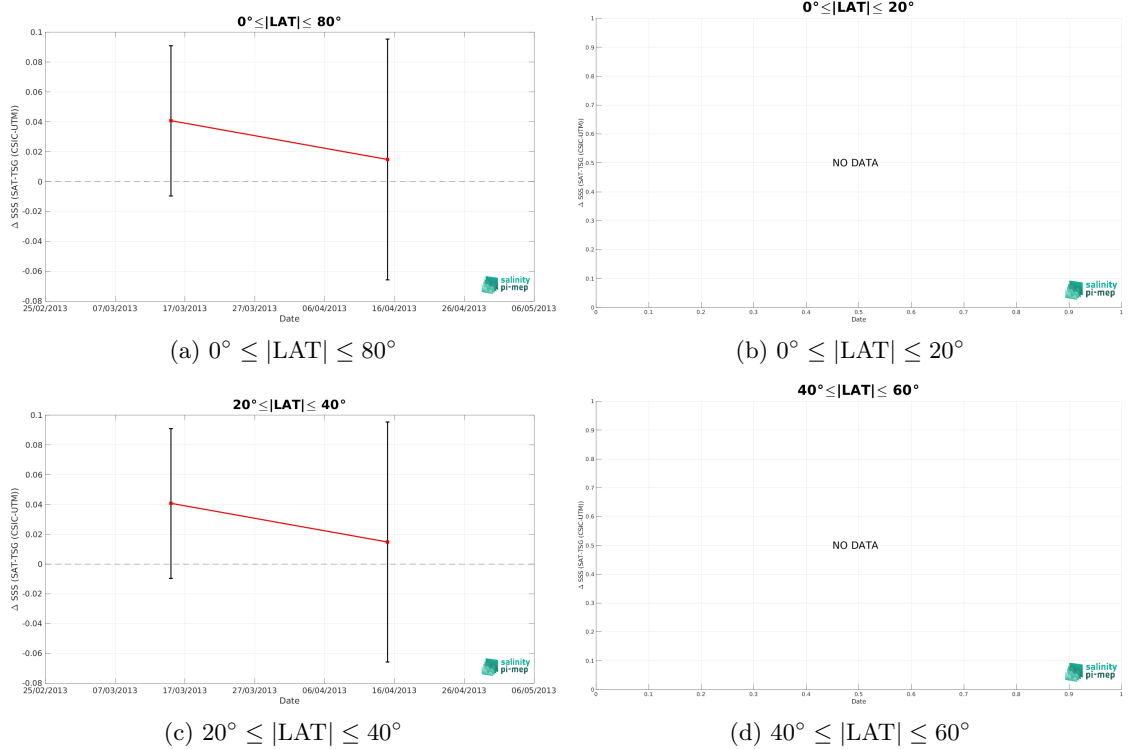 0°≤|LAT|≤ 80°
0.1
0.08
0.06
0.04
0.02
0
-0.02
-0.04
-0.06
-0.08
Δ SSS (SAT-TSG (CSIC-UTM))
25/02/2013 07/03/2013 17/03/2013 27/03/2013 06/04/2013 16/04/2013 26/04/2013 06/05/2013
Date
salinity
pi-mep
(a) 0° ≤ |LAT| ≤ 80°
0°≤|LAT|≤ 20°
1
0.9
0.8
0.7
0.6
0.5
0.4
0.3
0.2
0.1
0
Δ SSS (SAT-TSG (CSIC-UTM))
NO DATA
0 0.1 0.2 0.3 0.4 0.5 0.6 0.7 0.8 0.9 1
Date
salinity
pi-mep
(b) 0° ≤ |LAT| ≤ 20°
20°≤|LAT|≤ 40°
0.1
0.08
0.06
0.04
0.02
0
-0.02
-0.04
-0.06
-0.08
Δ SSS (SAT-TSG (CSIC-UTM))
25/02/2013 07/03/2013 17/03/2013 27/03/2013 06/04/2013 16/04/2013 26/04/2013 06/05/2013
Date
salinity
pi-mep
(c) 20° ≤ |LAT| ≤ 40°
40°≤|LAT|≤ 60°
1
0.9
0.8
0.7
0.6
0.5
0.4
0.3
0.2
0.1
0
Δ SSS (SAT-TSG (CSIC-UTM))
NO DATA
0 0.1 0.2 0.3 0.4 0.5 0.6 0.7 0.8 0.9 1
Date
salinity
pi-mep
(d) 40° ≤ |LAT| ≤ 60°